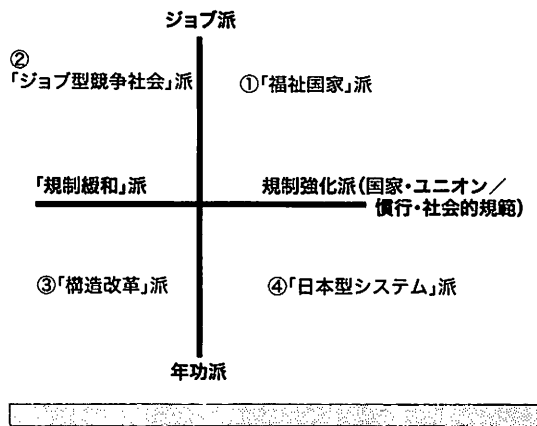 ジョブ派
②
「ジョブ型競争社会」派
①「福祉国家」派
「規制緩和」派
規制強化派(国家・ユニオン／
慣行・社会的規範)
③「構造改革」派
④「日本型システム」派
年功派